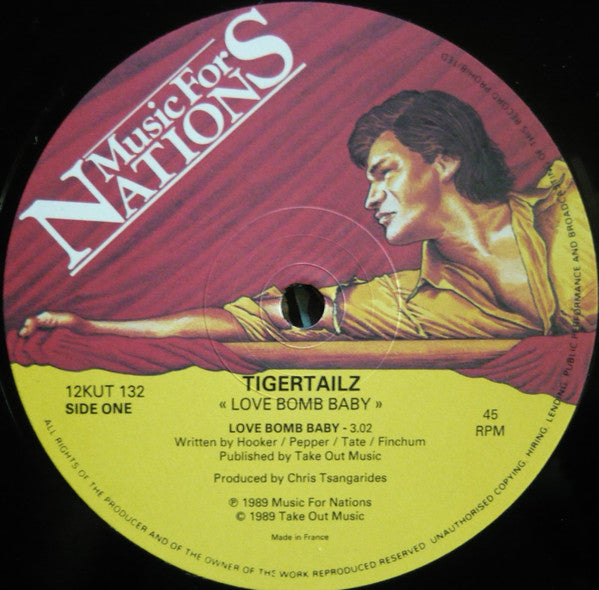 Music For
NATIONS
12KUT 132
SIDE ONE
TIGERTAILZ
« LOVE BOMB BABY »
LOVE BOMB BABY - 3.02
Written by Hooker / Pepper / Tate / Finchum
Published by Take Out Music
Produced by Chris Tsangarides
℗ 1989 Music For Nations
© 1989 Take Out Music
Made in France
45
RPM
ALL RIGHTS OF THE PRODUCER AND OF THE OWNER OF THE WORK REPRODUCED RESERVED. UNAUTHORISED COPYING, HIRING, LENDING, PUBLIC PERFORMANCE AND BROADCASTING OF THIS RECORD PROHIBITED